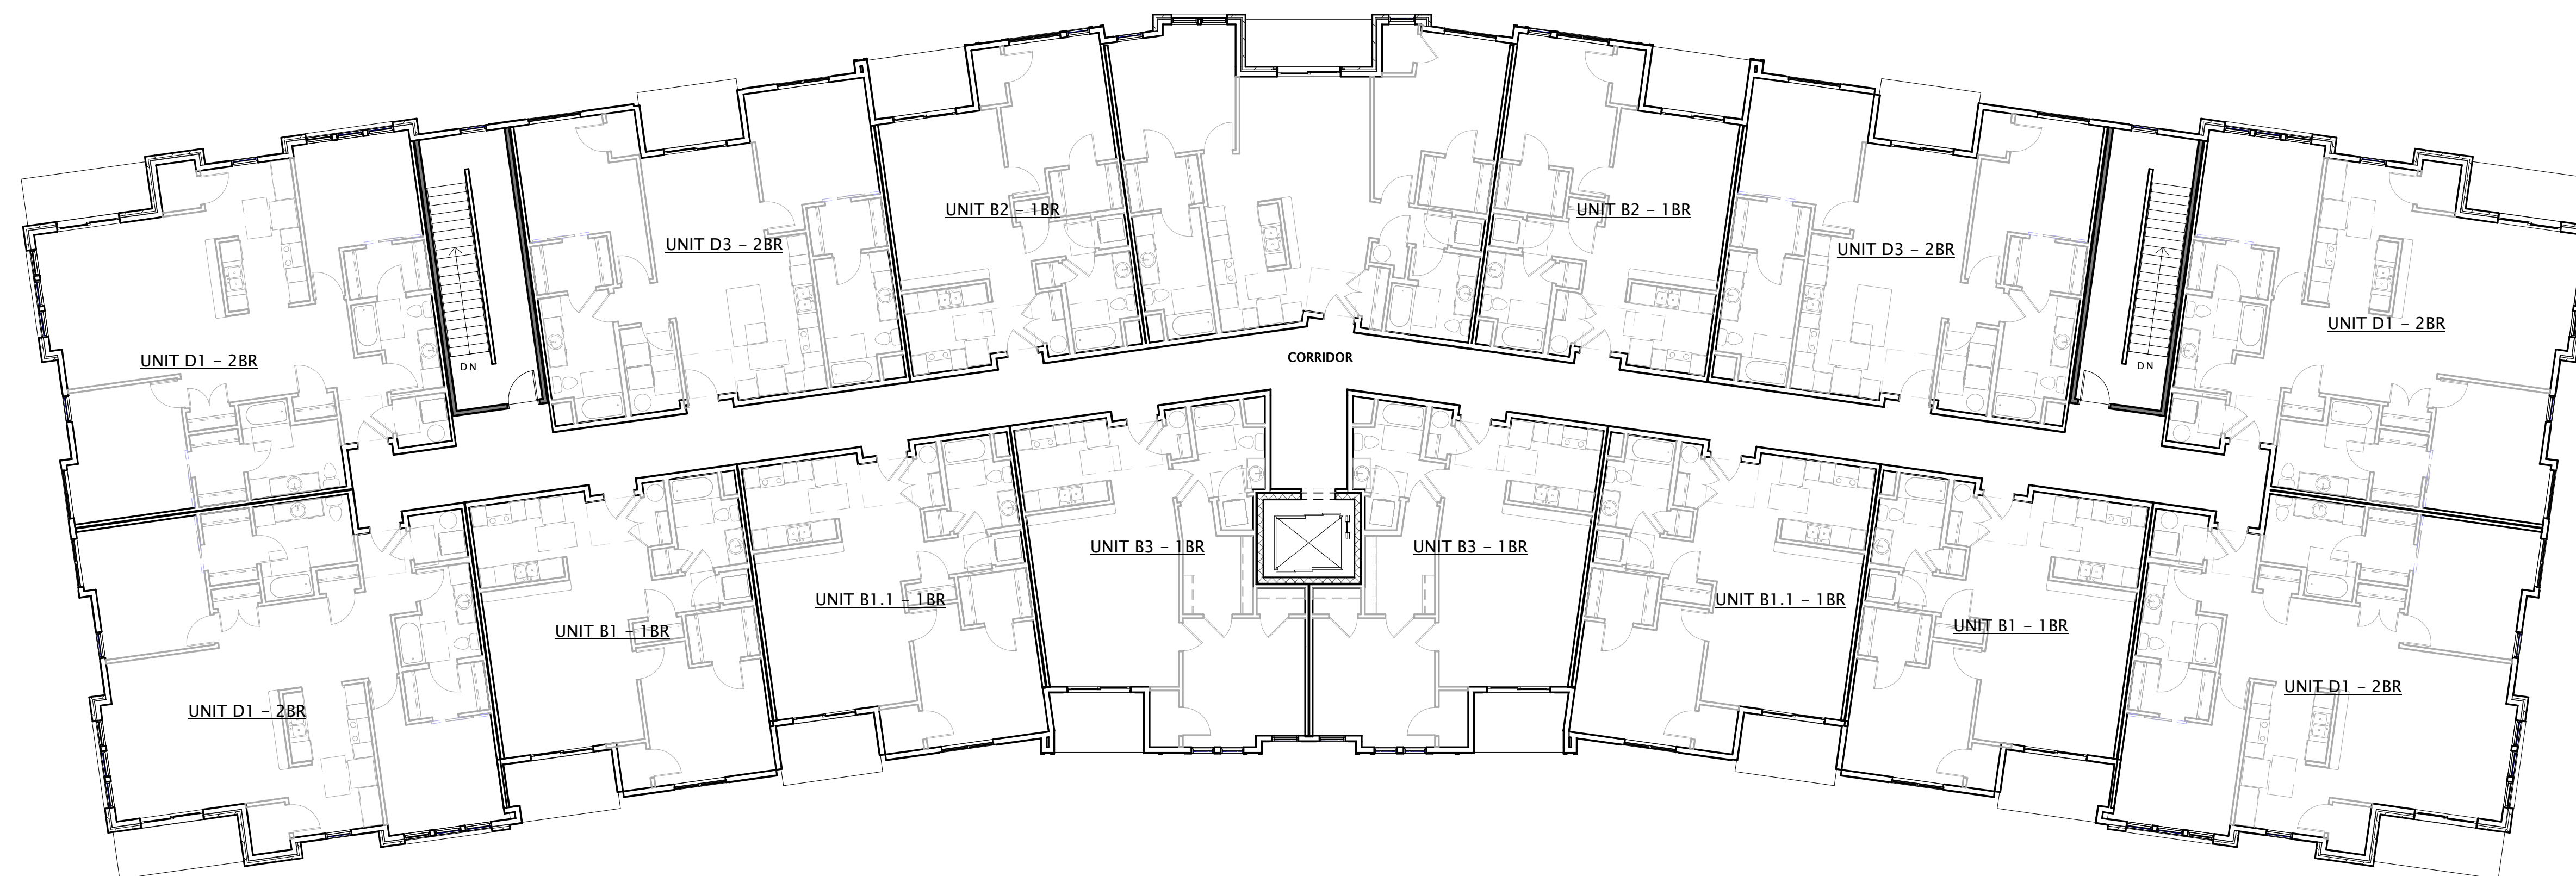 UNIT B2 - 1BR
UNIT B2 - 1BR
UNIT D3 - 2BR
UNIT D3 - 2BR
UNIT D1 - 2BR
CORRIDOR
UNIT D1 - 2BR
DN
DN
UNIT B3 - 1BR
UNIT B3 - 1BR
UNIT B1.1 - 1BR
UNIT B1.1 - 1BR
UNIT B1 - 1BR
UNIT B1 - 1BR
UNIT D1 - 2BR
UNIT D1 - 2BR